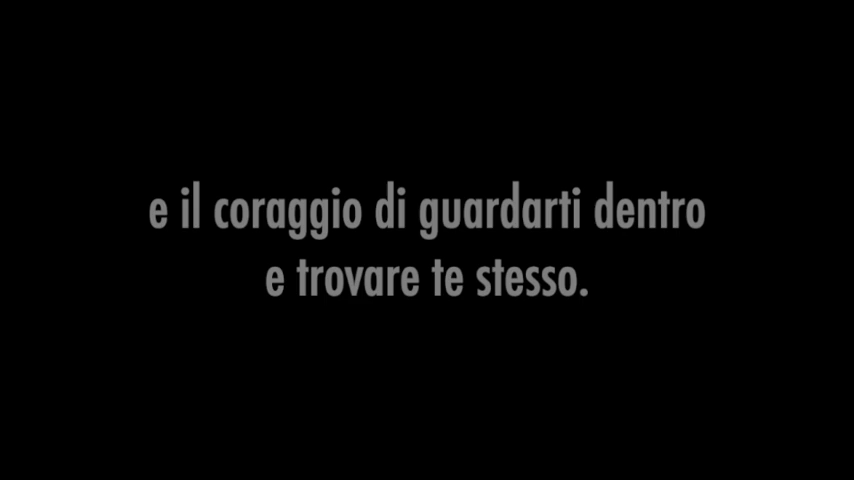 e il coraggio di guardarti dentro
e trovare te stesso.